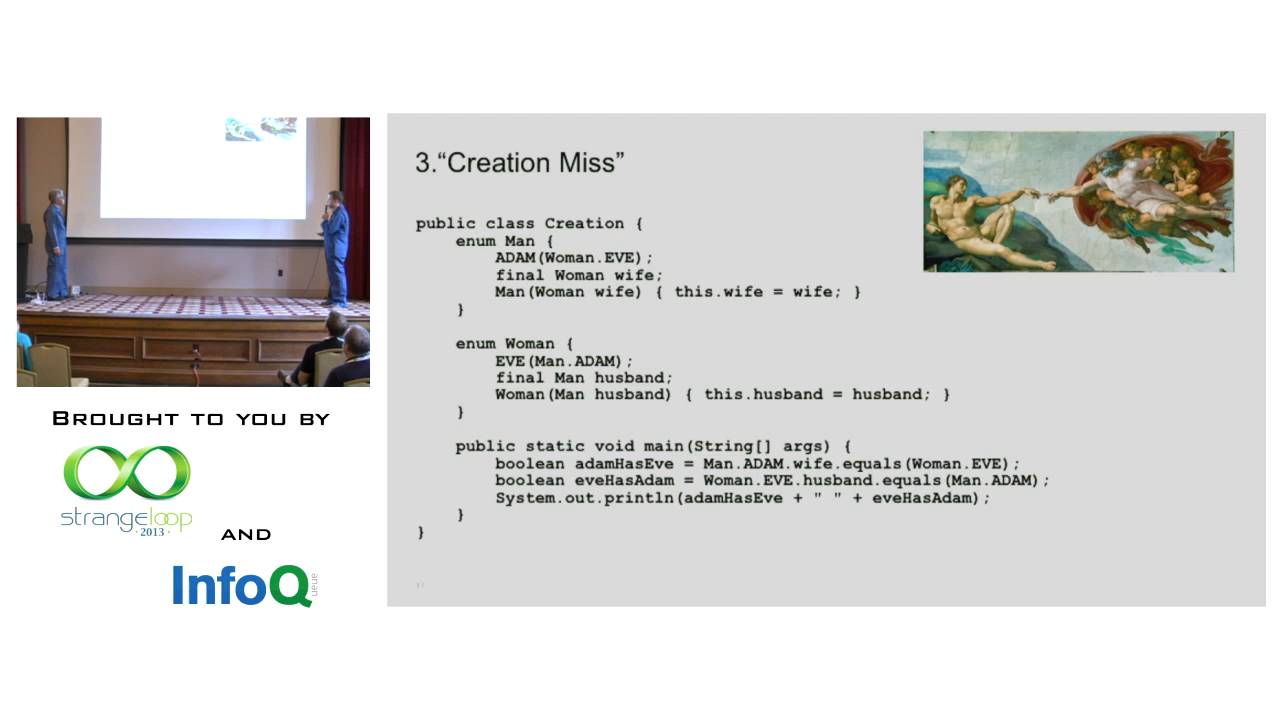 3.“Creation Miss”
public class Creation {
enum Man {
ADAM(Woman.EVE);
final Woman wife;
Man(Woman wife) { this.wife = wife; }
}
enum Woman {
EVE(Man.ADAM);
final Man husband;
Woman(Man husband) { this.husband = husband; }
}
public static void main(String[] args) {
boolean adamHasEve = Man.ADAM.wife.equals(Woman.EVE);
boolean eveHasAdam = Woman.EVE.husband.equals(Man.ADAM);
System.out.println(adamHasEve + " " + eveHasAdam);
}
}
BROUGHT TO YOU BY
strangeloop
·2013·
AND
InfoQ
ueue